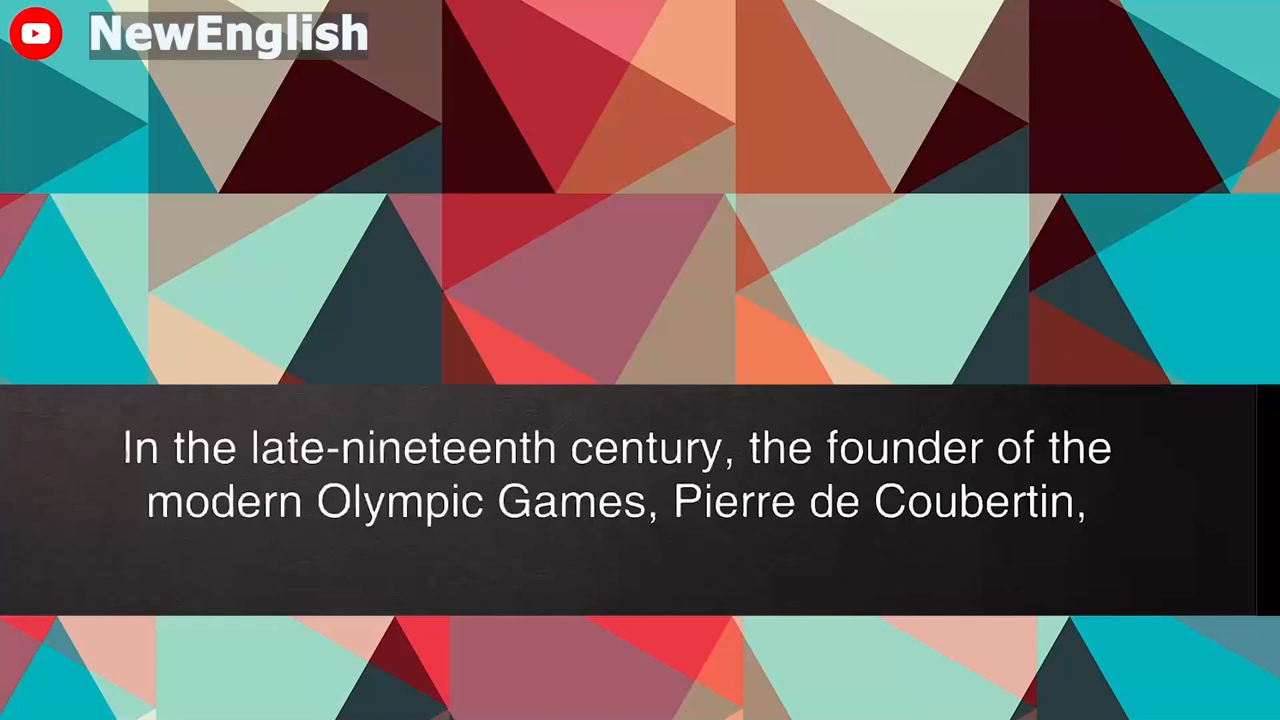 NewEnglish
In the late-nineteenth century, the founder of the
modern Olympic Games, Pierre de Coubertin,